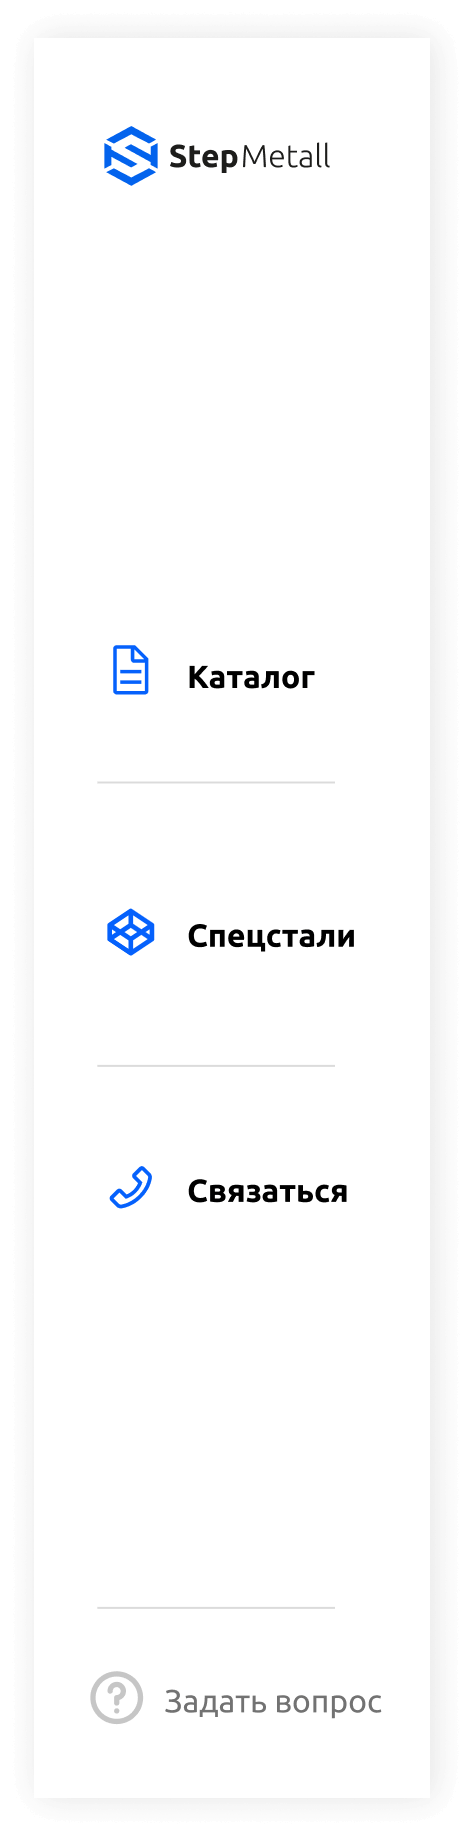 StepMetall
Каталог
Спецстали
Связаться
Задать вопрос